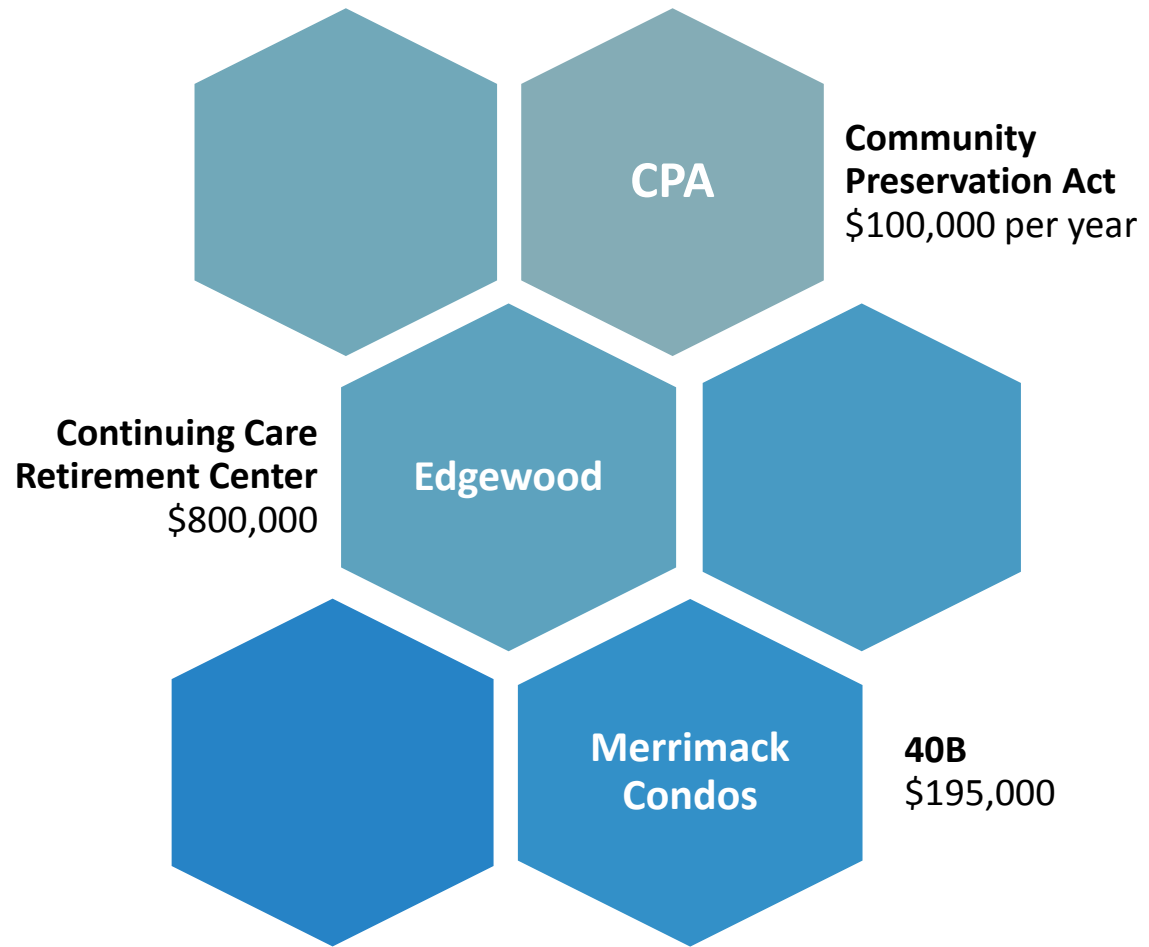 CPA
Community
Preservation Act
$100,000 per year
Continuing Care
Retirement Center
$800,000
Edgewood
Merrimack
Condos
40B
$195,000